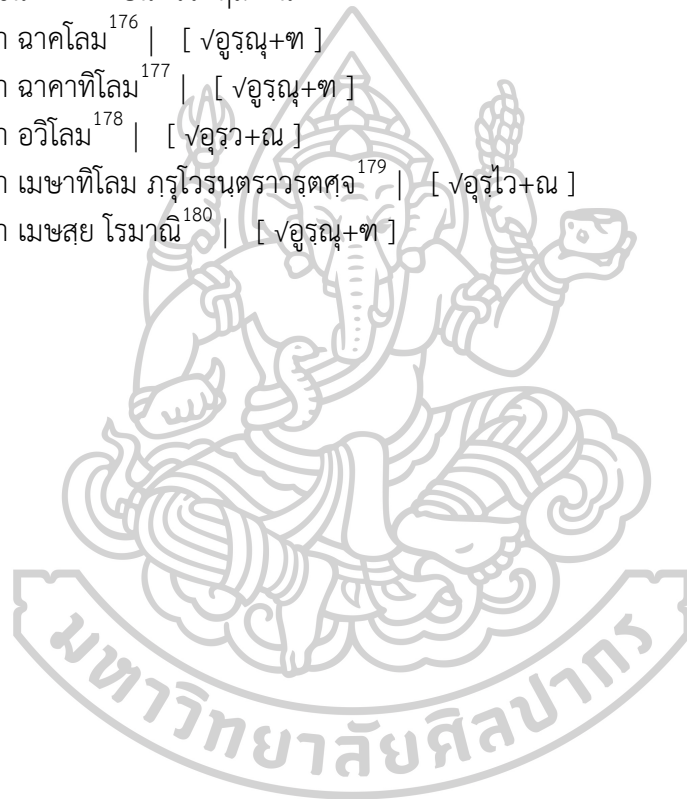 า ฉาคโลม176 | [ √อูรฺณุ+ฑ ]
า ฉาคาทิโลม177 | [ √อูรฺณุ+ฑ ]
า อวิโลม178 | [ √อุรฺว+ณ ]
า เมษาทิโลม ภฺรุโวรนฺตราวรฺตศฺจ179 | [ √อุรฺไว+ณ ]
า เมษสฺย โรมาณิ180 | [ √อูรฺณุ+ฑ ]
มหาวิทยาลัยศิลปากร